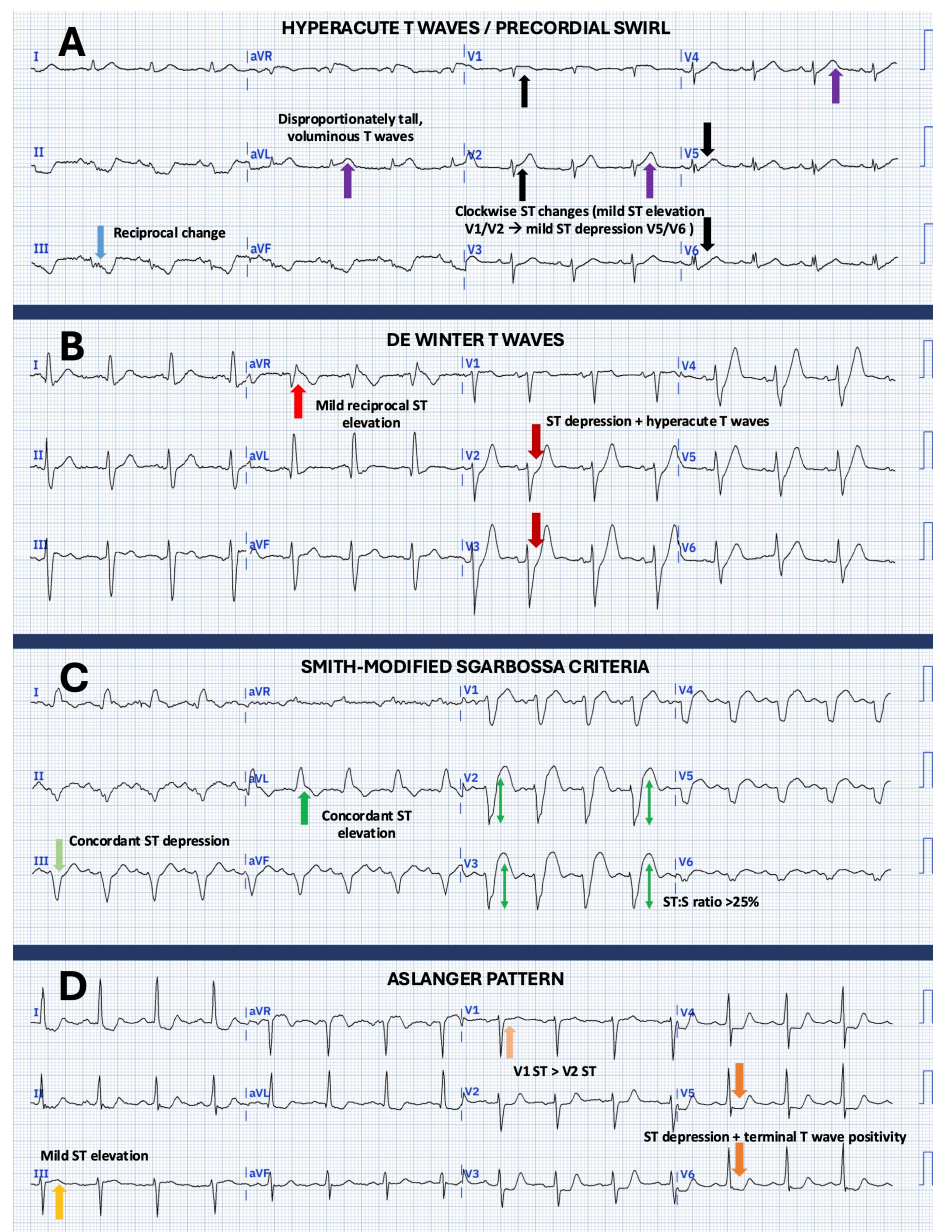 A
HYPERACUTE T WAVES / PRECORDIAL SWIRL
I
aVR
V1
V4
Disproportionately tall,
voluminous T waves
II
aVL
V2
V5
Clockwise ST changes (mild ST elevation
V1/V2 → mild ST depression V5/V6 )
Reciprocal change
III
aVF
V3
V6
B
DE WINTER T WAVES
I
aVR
V1
V4
Mild reciprocal ST
elevation
ST depression + hyperacute T waves
II
aVL
V2
V5
III
aVF
V3
V6
C
SMITH-MODIFIED SGARBOSSA CRITERIA
I
aVR
V1
V4
II
aVL
V2
V5
Concordant ST
elevation
Concordant ST depression
III
aVF
V3
V6
ST:S ratio >25%
D
ASLANGER PATTERN
I
aVR
V1
V4
V1 ST > V2 ST
II
aVL
V2
V5
ST depression + terminal T wave positivity
Mild ST elevation
III
aVF
V3
V6